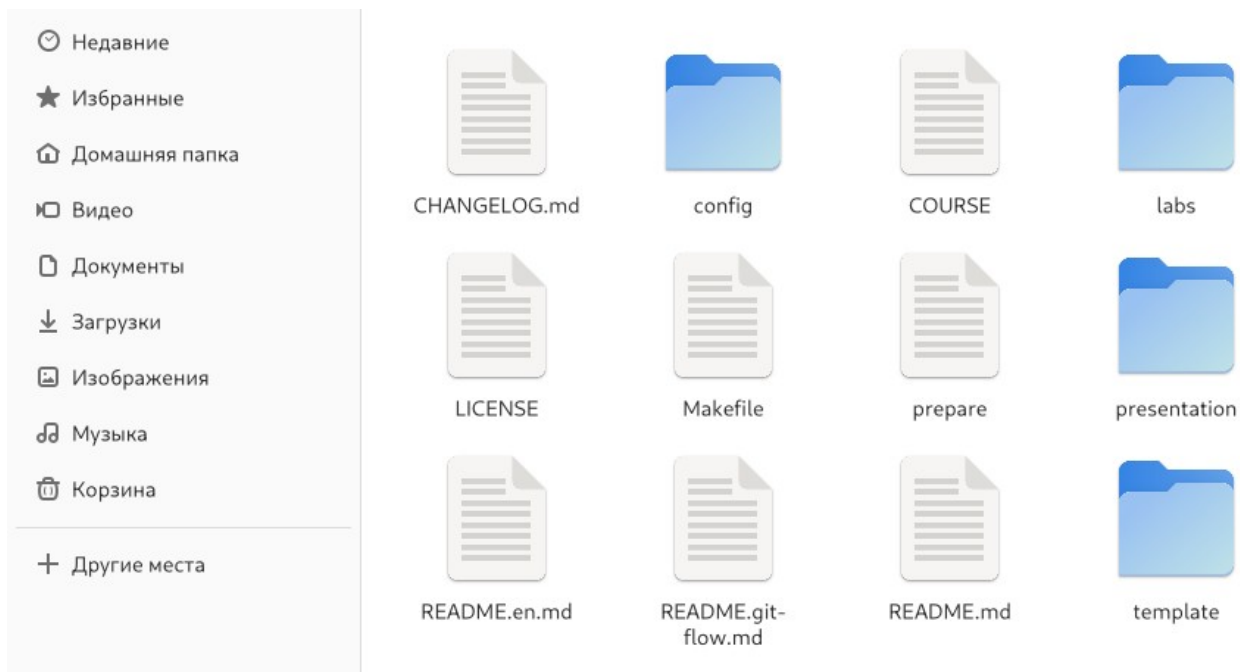 Недавние
Избранные
Домашняя папка
Видео
Документы
Загрузки
Изображения
Музыка
Корзина
Другие места
CHANGELOG.md
config
COURSE
labs
LICENSE
Makefile
prepare
presentation
README.en.md
README.git-
flow.md
README.md
template